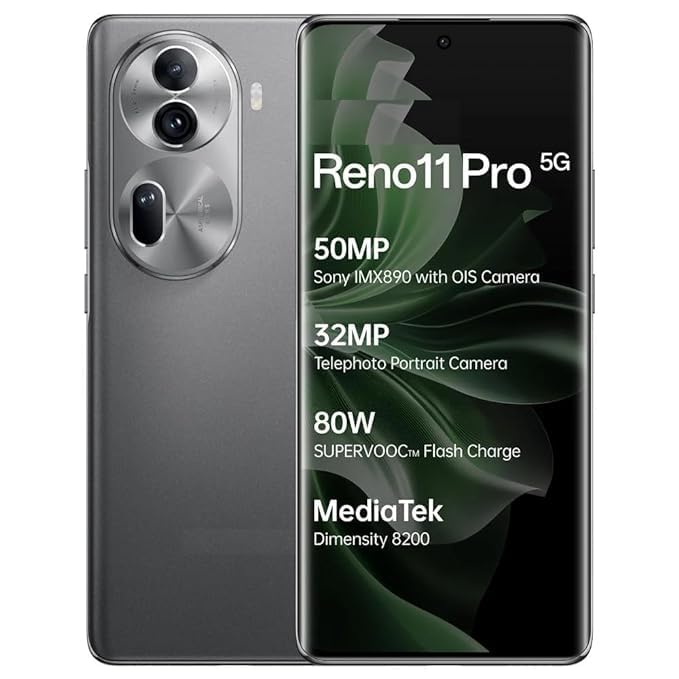 Reno11 Pro 5G
50MP
Sony IMX890 with OIS Camera
32MP
Telephoto Portrait Camera
80W
SUPERVOOC™ Flash Charge
MediaTek
Dimensity 8200